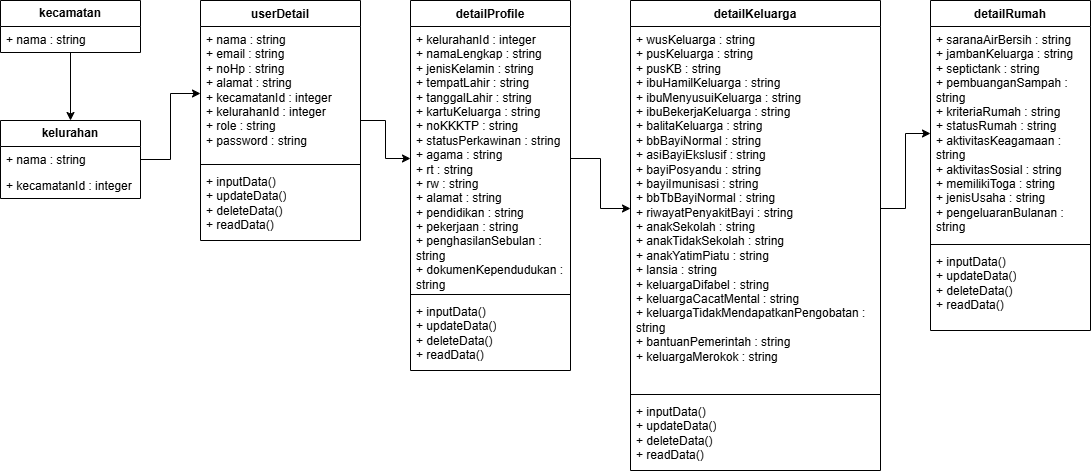 kecamatan
+ nama : string
kelurahan
+ nama : string
+ kecamatanId : integer
userDetail
+ nama : string
+ email : string
+ noHp : string
+ alamat : string
+ kecamatanId : integer
+ kelurahanId : integer
+ role : string
+ password : string
+ inputData()
+ updateData()
+ deleteData()
+ readData()
detailProfile
+ kelurahanId : integer
+ namaLengkap : string
+ jenisKelamin : string
+ tempatLahir : string
+ tanggalLahir : string
+ kartuKeluarga : string
+ noKKKTP : string
+ statusPerkawinan : string
+ agama : string
+ rt : string
+ rw : string
+ alamat : string
+ pendidikan : string
+ pekerjaan : string
+ penghasilanSebulan :
string
+ dokumenKependudukan :
string
+ inputData()
+ updateData()
+ deleteData()
+ readData()
detailKeluarga
+ wusKeluarga : string
+ pusKeluarga : string
+ pusKB : string
+ ibuHamilKeluarga : string
+ ibuMenyusuiKeluarga : string
+ ibuBekerjaKeluarga : string
+ balitaKeluarga : string
+ bbBayiNormal : string
+ asiBayiEkslusif : string
+ bayiPosyandu : string
+ bayiImunisasi : string
+ bbTbBayiNormal : string
+ riwayatPenyakitBayi : string
+ anakSekolah : string
+ anakTidakSekolah : string
+ anakYatimPiatu : string
+ lansia : string
+ keluargaDifabel : string
+ keluargaCacatMental : string
+ keluargaTidakMendapatkanPengobatan :
string
+ bantuanPemerintah : string
+ keluargaMerokok : string
+ inputData()
+ updateData()
+ deleteData()
+ readData()
detailRumah
+ saranaAirBersih : string
+ jambanKeluarga : string
+ septictank : string
+ pembuanganSampah :
string
+ kriteriaRumah : string
+ statusRumah : string
+ aktivitasKeagamaan :
string
+ aktivitasSosial : string
+ memilikiToga : string
+ jenisUsaha : string
+ pengeluaranBulanan :
string
+ inputData()
+ updateData()
+ deleteData()
+ readData()